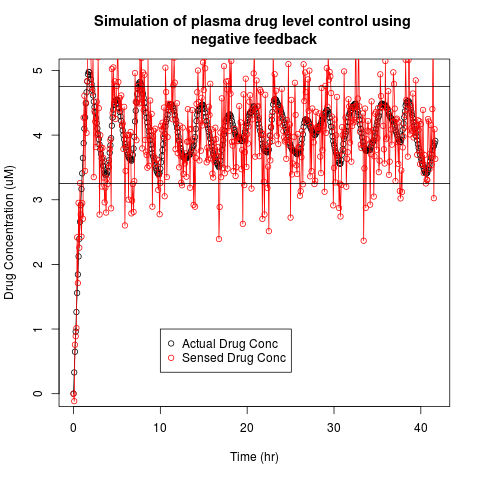 Simulation of plasma drug level control using
negative feedback
Drug Concentration (uM)
5
4
3
2
1
0
Actual Drug Conc
Sensed Drug Conc
0 10 20 30 40
Time (hr)